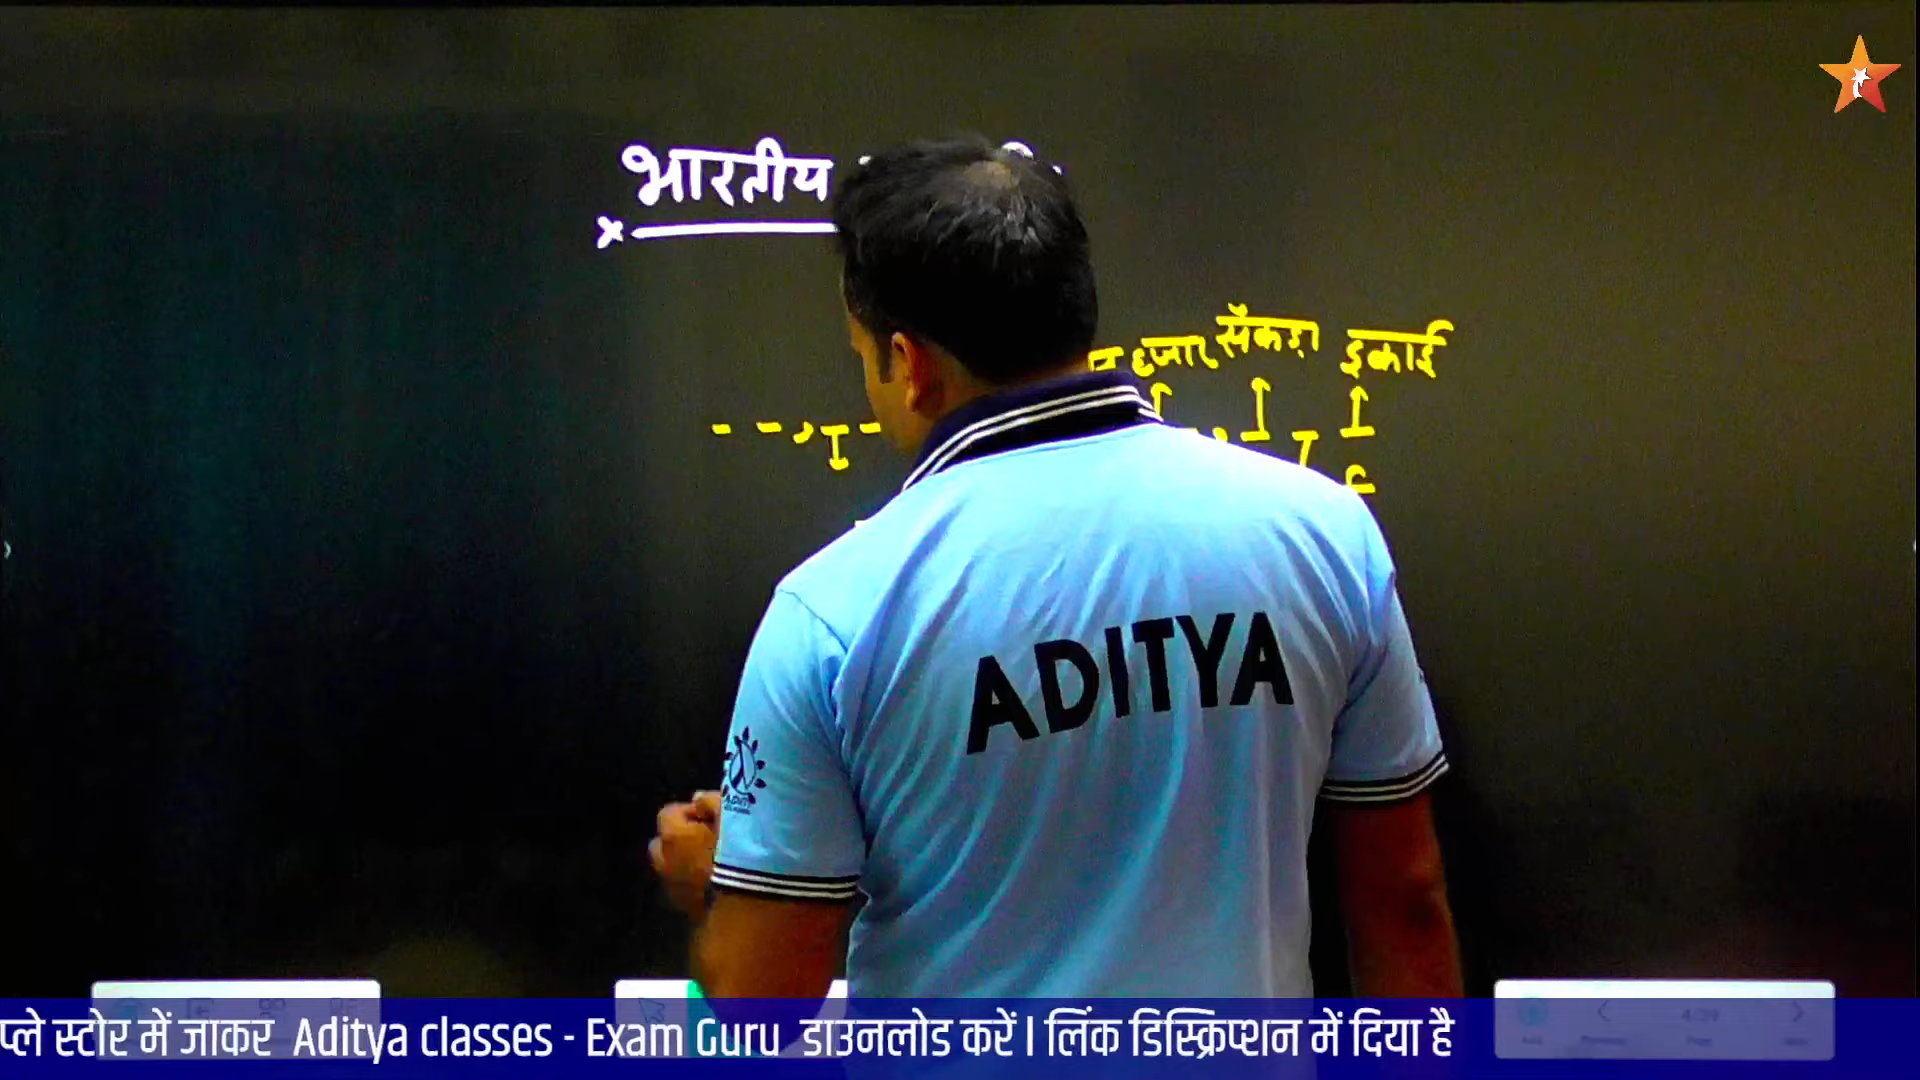 भारतीय
हजार सैकड़ा इकाई
ADITYA
प्ले स्टोर में जाकर Aditya classes - Exam Guru डाउनलोड करें । लिंक डिस्क्रिप्शन में दिया है